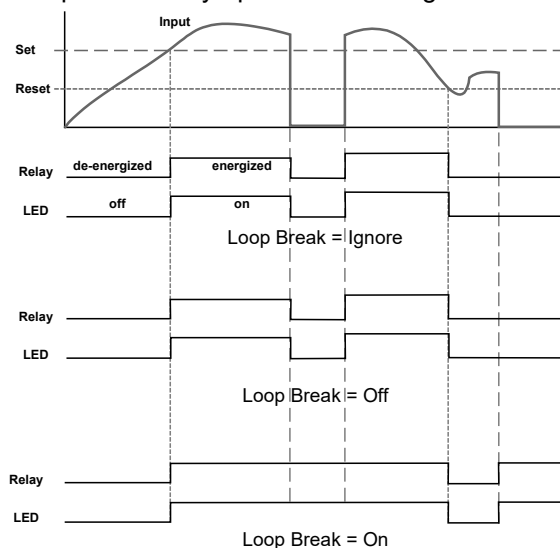 Input
Set
Reset
Relay de-energized energized
LED off on
Loop Break = Ignore
Relay
LED
Loop Break = Off
Relay
LED
Loop Break = On